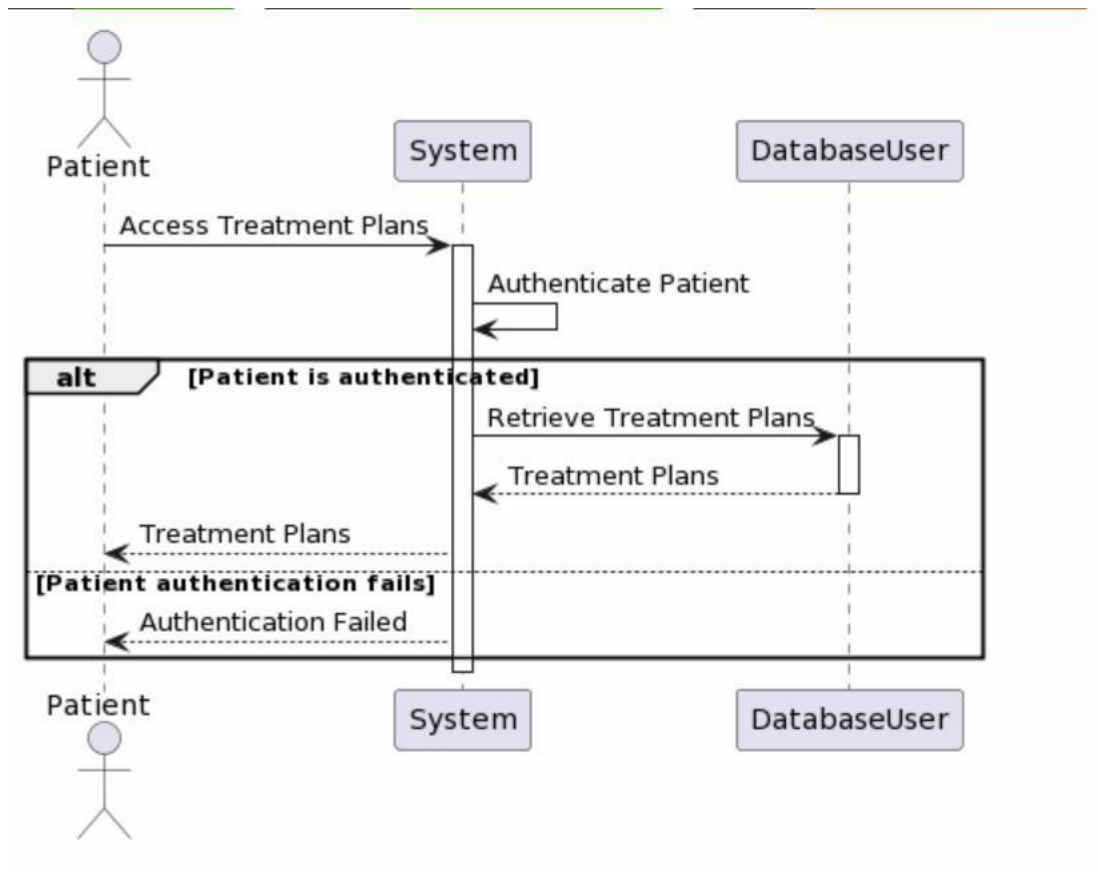 Patient
System
DatabaseUser
Access Treatment Plans
Authenticate Patient
alt
[Patient is authenticated]
Retrieve Treatment Plans
Treatment Plans
Treatment Plans
[Patient authentication fails]
Authentication Failed
Patient
System
DatabaseUser